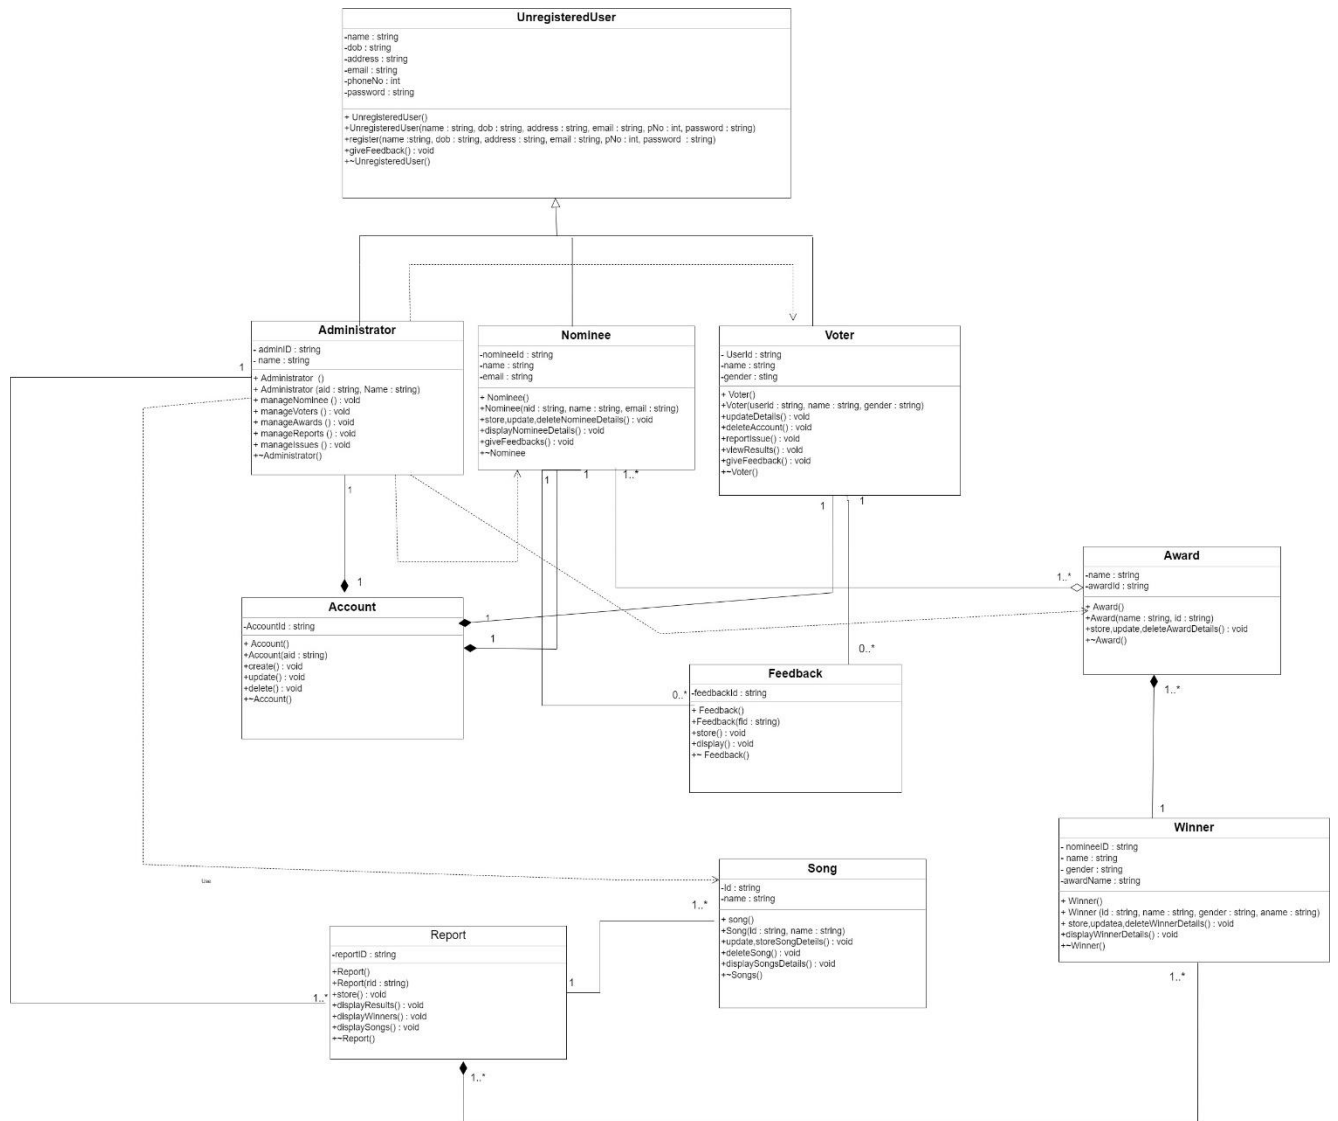 UnregisteredUser
-name : string
-dob : string
-address : string
-email : string
-phoneNo : int
-password : string
+ UnregisteredUser()
+UnregisteredUser(name : string, dob : string, address : string, email : string, pNo : int, password : string)
+register(name :string, dob : string, address : string, email : string, pNo : int, password : string)
+giveFeedback() : void
+~UnregisteredUser()
Administrator
- adminID : string
- name : string
+ Administrator ()
+ Administrator (aid : string, Name : string)
+ manageNominee () : void
+ manageVoters () : void
+ manageAwards () : void
+ manageReports () : void
+ manageIssues () : void
+~Administrator()
Nominee
-nomineeId : string
-name : string
-email : string
+ Nominee()
+Nominee(nid : string, name : string, email : string)
+store,update,deleteNomineeDetails() : void
+displayNomineeDetails() : void
+giveFeedbacks() : void
+~Nominee
Voter
- UserId : string
-name : string
-gender : sting
+ Voter()
+Voter(userid : string, name : string, gender : string)
+updateDetails() : void
+deleteAccount() : void
+reportIssue() : void
+viewResults() : void
+giveFeedback() : void
+~Voter()
1
1
1
1
1..*
1
1
Award
-name : string
-awardId : string
+ Award()
+Award(name : string, id : string)
+store,update,deleteAwardDetails() : void
+~Award()
1..*
1
Account
-AccountId : string
+ Account()
+Account(aid : string)
+create() : void
+update() : void
+delete() : void
+~Account()
1
1
0..*
0..*
Feedback
-feedbackId : string
+ Feedback()
+Feedback(fid : string)
+store() : void
+display() : void
+~ Feedback()
1..*
1
Winner
- nomineeID : string
- name : string
- gender : string
-awardName : string
+ Winner()
+ Winner (id : string, name : string, gender : string, aname : string)
+ store,updatea,deleteWinnerDetails() : void
+displayWinnerDetails() : void
+~Winner()
1..*
Use
Song
-id : string
-name : string
+ song()
+Song(id : string, name : string)
+update,storeSongDeteils() : void
+deleteSong() : void
+displaySongsDetails() : void
+~Songs()
1..*
1
Report
-reportID : string
+Report()
+Report(rid : string)
+store() : void
+displayResults() : void
+displayWinners() : void
+displaySongs() : void
+~Report()
1..*
1..*